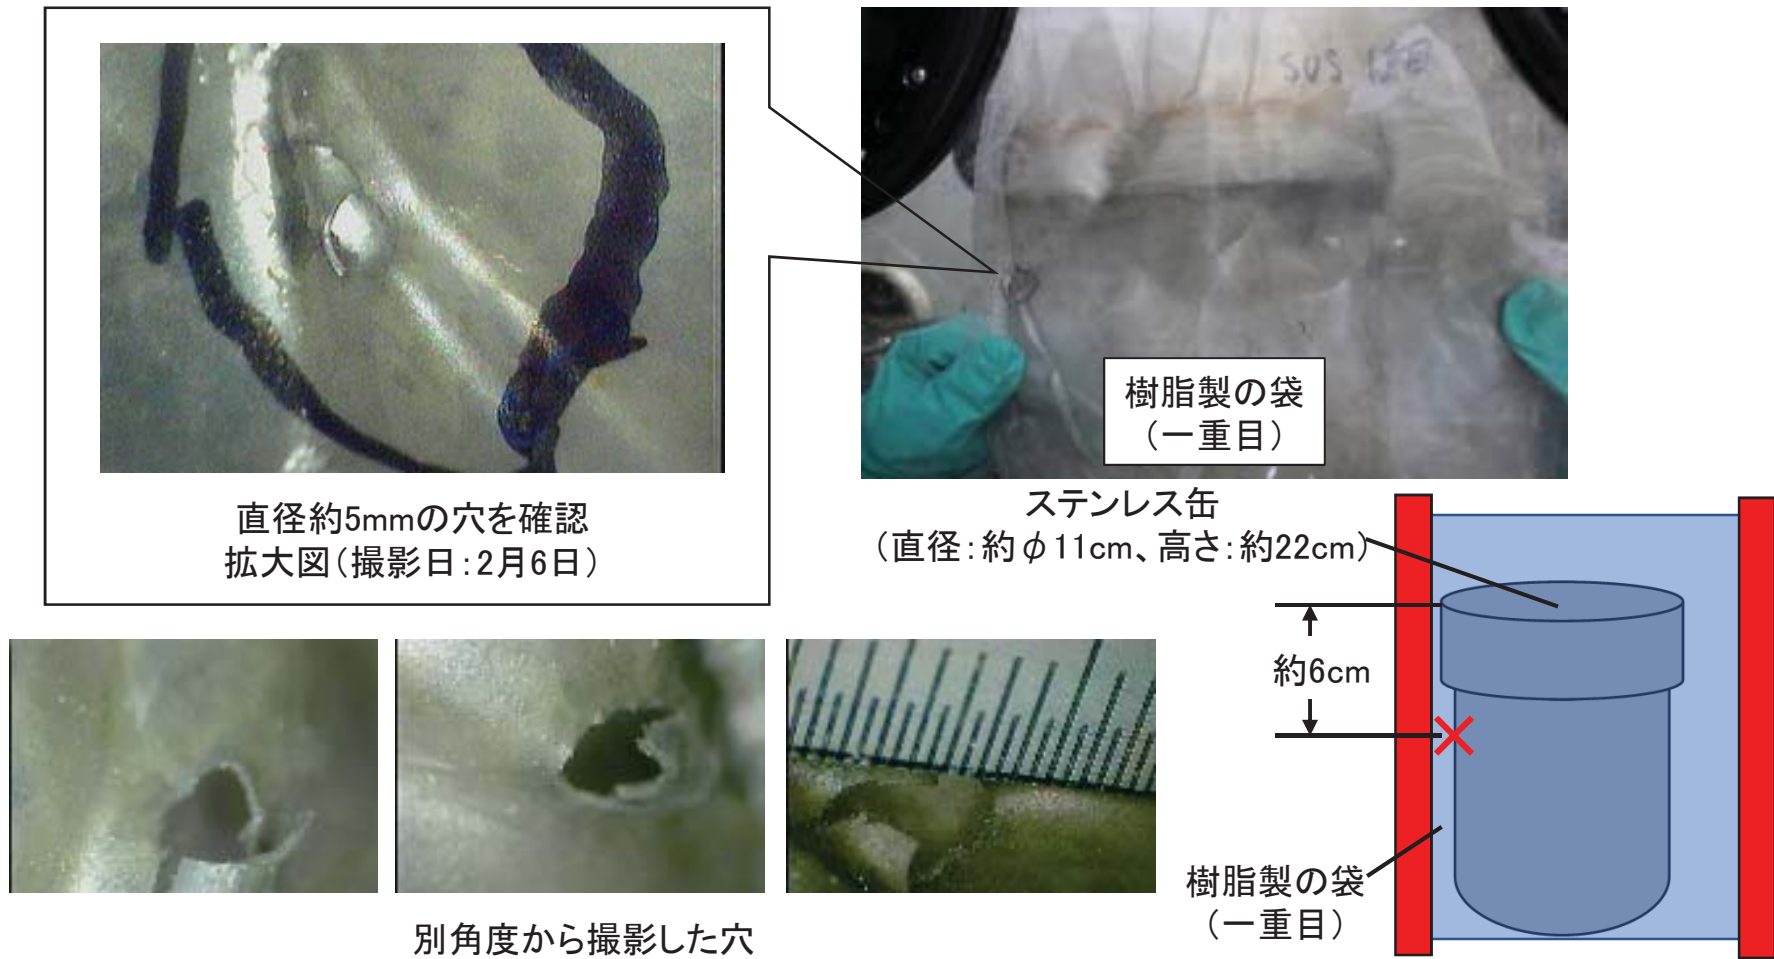 SUS
樹脂製の袋
(一重目)
直径約5mmの穴を確認
拡大図(撮影日:2月6日)
ステンレス缶
(直径:約φ11cm、高さ:約22cm)
約6cm
樹脂製の袋
(一重目)
別角度から撮影した穴